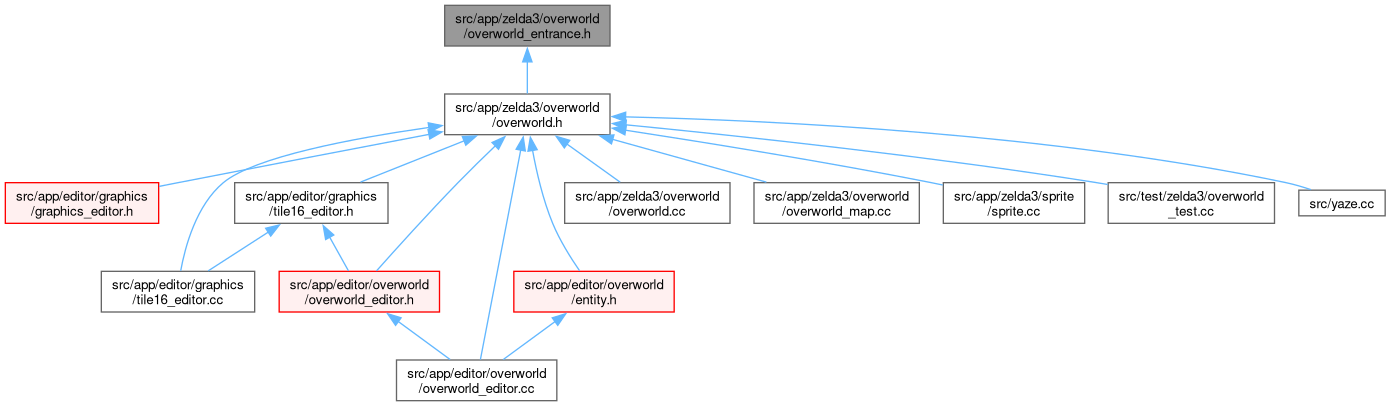 src/app/zelda3/overworld
/overworld_entrance.h
src/app/zelda3/overworld
/overworld.h
src/app/editor/graphics
/graphics_editor.h
src/app/editor/graphics
/tile16_editor.h
src/app/zelda3/overworld
/overworld.cc
src/app/zelda3/overworld
/overworld_map.cc
src/app/zelda3/sprite
/sprite.cc
src/test/zelda3/overworld
_test.cc
src/yaze.cc
src/app/editor/graphics
/tile16_editor.cc
src/app/editor/overworld
/overworld_editor.h
src/app/editor/overworld
/entity.h
src/app/editor/overworld
/overworld_editor.cc